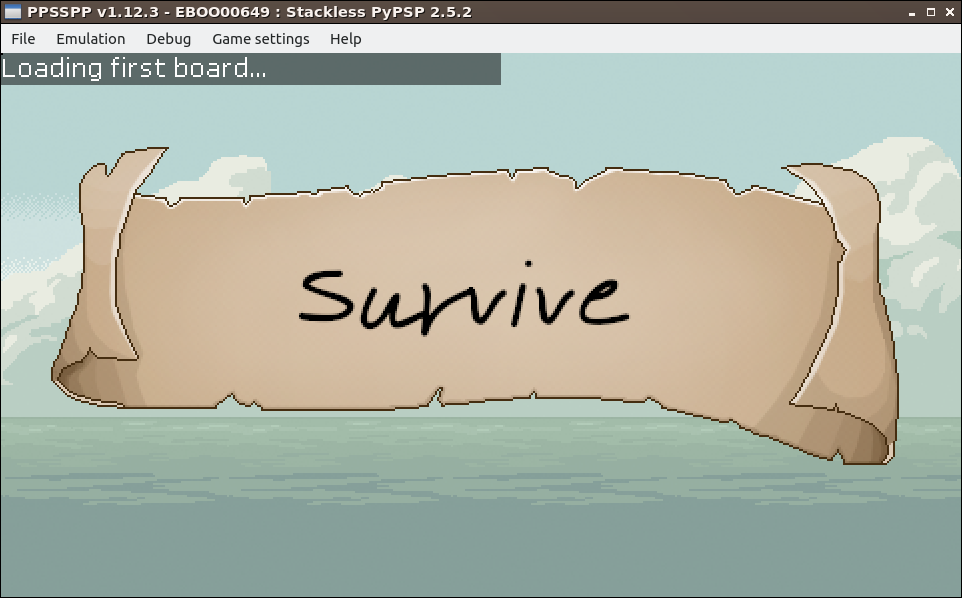 PPSSPP v1.12.3 - EBOO00649 : Stackless PyPSP 2.5.2
File Emulation Debug Game settings Help
Loading first board...
Survive